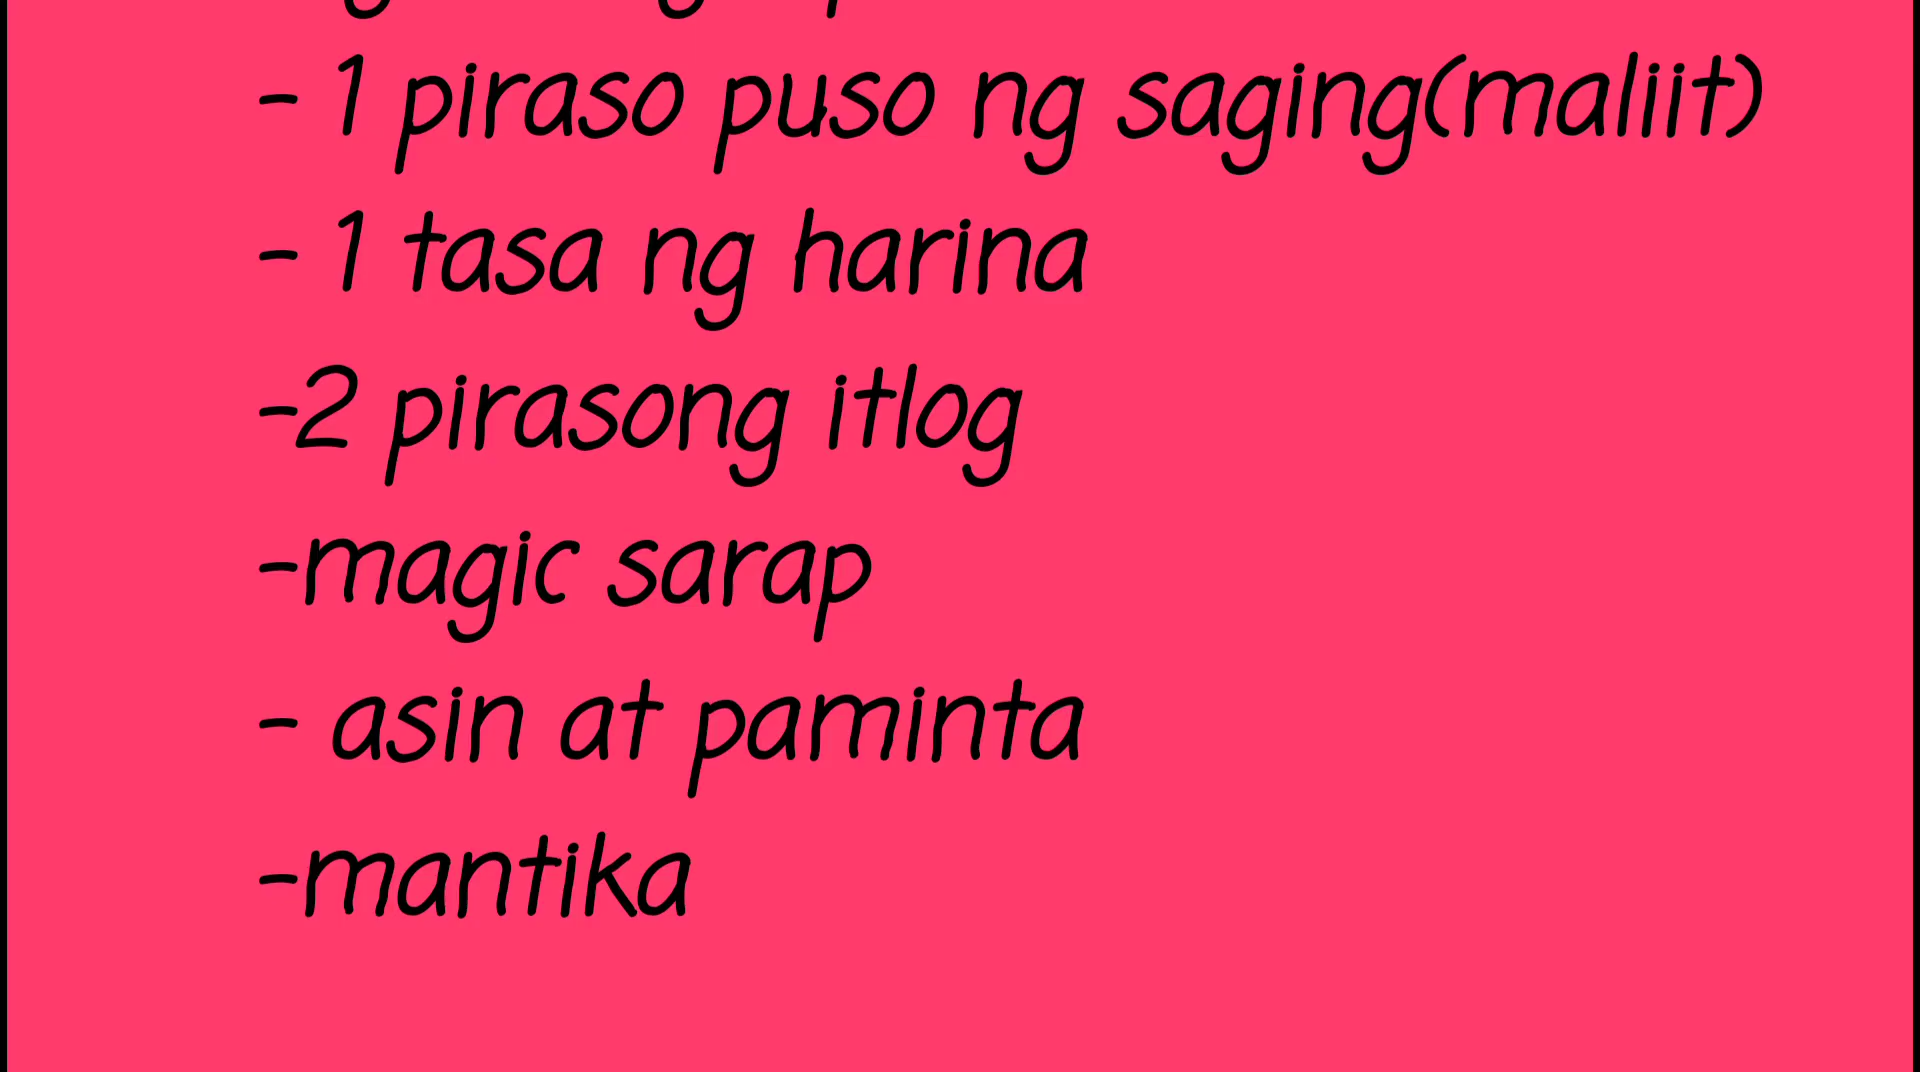 - 1 piraso puso ng saging(maliit)
- 1 tasa ng harina
-2 pirasong itlog
-magic sarap
- asin at paminta
-mantika